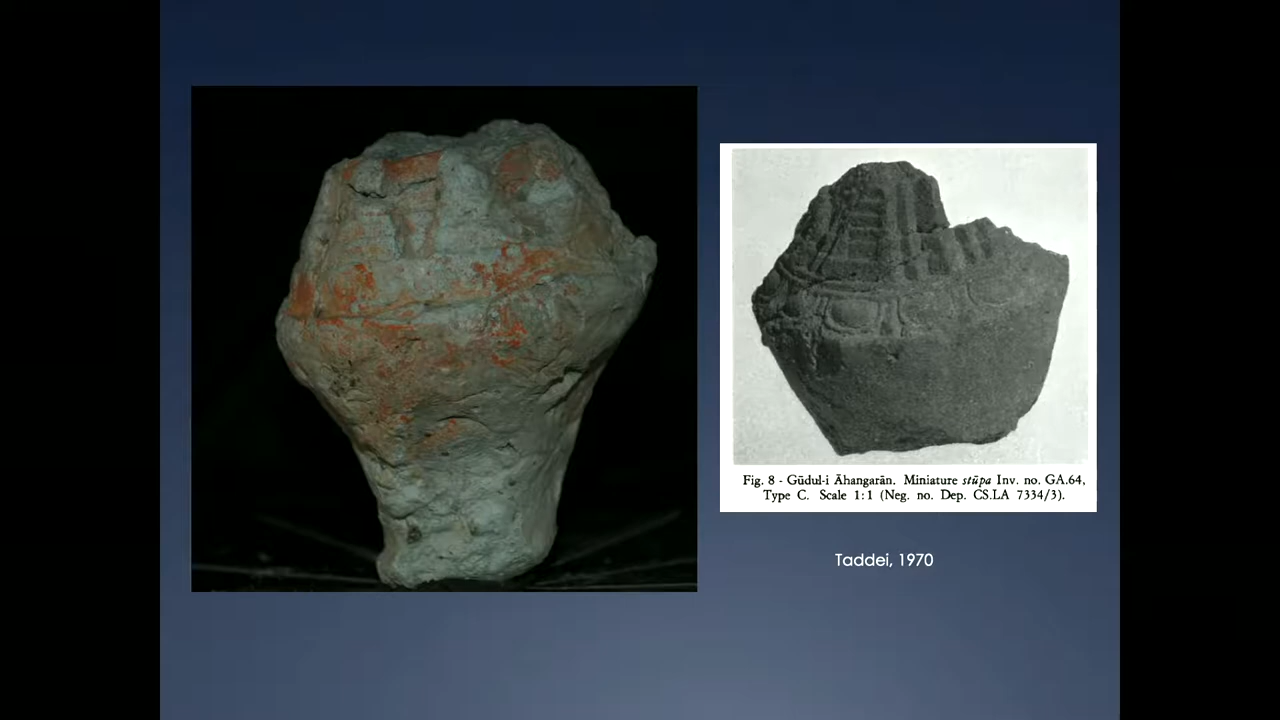 Fig. 8 - Gūdul-i Āhangarān. Miniature stūpa Inv. no. GA.64,
Type C. Scale 1:1 (Neg. no. Dep. CS.LA 7334/3).
Taddei, 1970